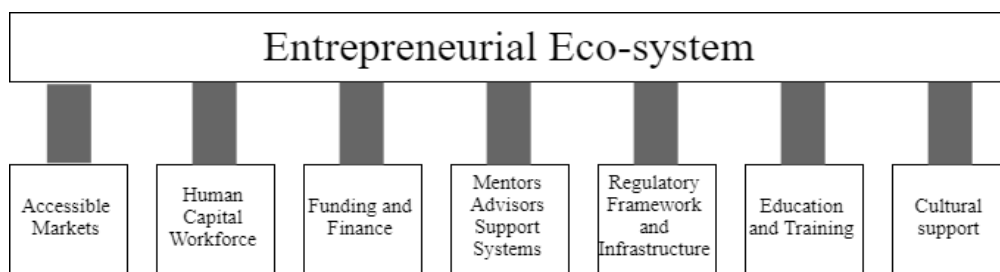 Entrepreneurial Eco-system
Accessible
Markets
Human
Capital
Workforce
Funding and
Finance
Mentors
Advisors
Support
Systems
Regulatory
Framework
and
Infrastructure
Education
and Training
Cultural
support